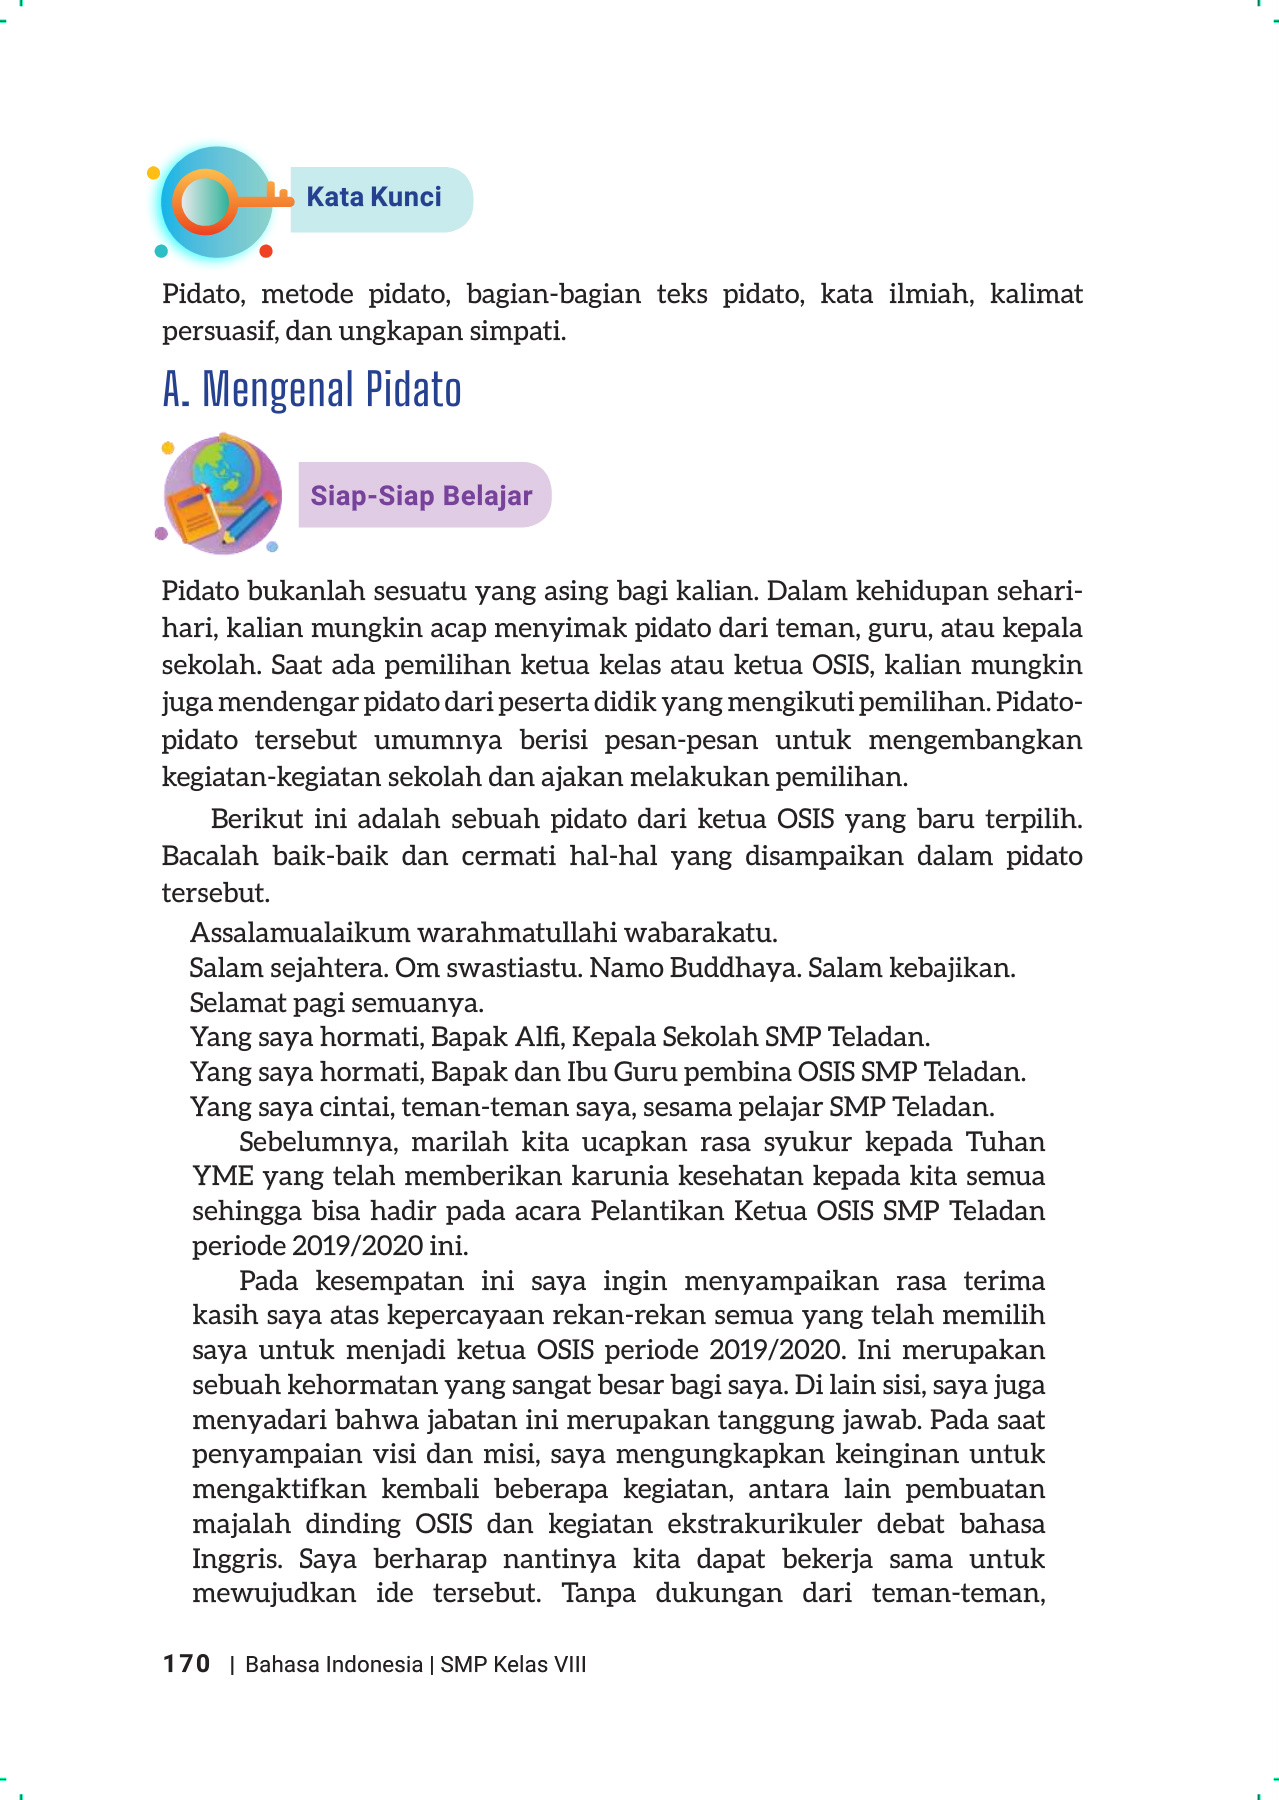 Kata Kunci
Pidato, metode pidato, bagian-bagian teks pidato, kata ilmiah, kalimat
persuasif, dan ungkapan simpati.
A. Mengenal Pidato
Siap-Siap Belajar
Pidato bukanlah sesuatu yang asing bagi kalian. Dalam kehidupan sehari-
hari, kalian mungkin acap menyimak pidato dari teman, guru, atau kepala
sekolah. Saat ada pemilihan ketua kelas atau ketua OSIS, kalian mungkin
juga mendengar pidato dari peserta didik yang mengikuti pemilihan. Pidato-
pidato tersebut umumnya berisi pesan-pesan untuk mengembangkan
kegiatan-kegiatan sekolah dan ajakan melakukan pemilihan.
Berikut ini adalah sebuah pidato dari ketua OSIS yang baru terpilih.
Bacalah baik-baik dan cermati hal-hal yang disampaikan dalam pidato
tersebut.
Assalamualaikum warahmatullahi wabarakatu.
Salam sejahtera. Om swastiastu. Namo Buddhaya. Salam kebajikan.
Selamat pagi semuanya.
Yang saya hormati, Bapak Alfi, Kepala Sekolah SMP Teladan.
Yang saya hormati, Bapak dan Ibu Guru pembina OSIS SMP Teladan.
Yang saya cintai, teman-teman saya, sesama pelajar SMP Teladan.
Sebelumnya, marilah kita ucapkan rasa syukur kepada Tuhan
YME yang telah memberikan karunia kesehatan kepada kita semua
sehingga bisa hadir pada acara Pelantikan Ketua OSIS SMP Teladan
periode 2019/2020 ini.
Pada kesempatan ini saya ingin menyampaikan rasa terima
kasih saya atas kepercayaan rekan-rekan semua yang telah memilih
saya untuk menjadi ketua OSIS periode 2019/2020. Ini merupakan
sebuah kehormatan yang sangat besar bagi saya. Di lain sisi, saya juga
menyadari bahwa jabatan ini merupakan tanggung jawab. Pada saat
penyampaian visi dan misi, saya mengungkapkan keinginan untuk
mengaktifkan kembali beberapa kegiatan, antara lain pembuatan
majalah dinding OSIS dan kegiatan ekstrakurikuler debat bahasa
Inggris. Saya berharap nantinya kita dapat bekerja sama untuk
mewujudkan ide tersebut. Tanpa dukungan dari teman-teman,
170 | Bahasa Indonesia | SMP Kelas VIII